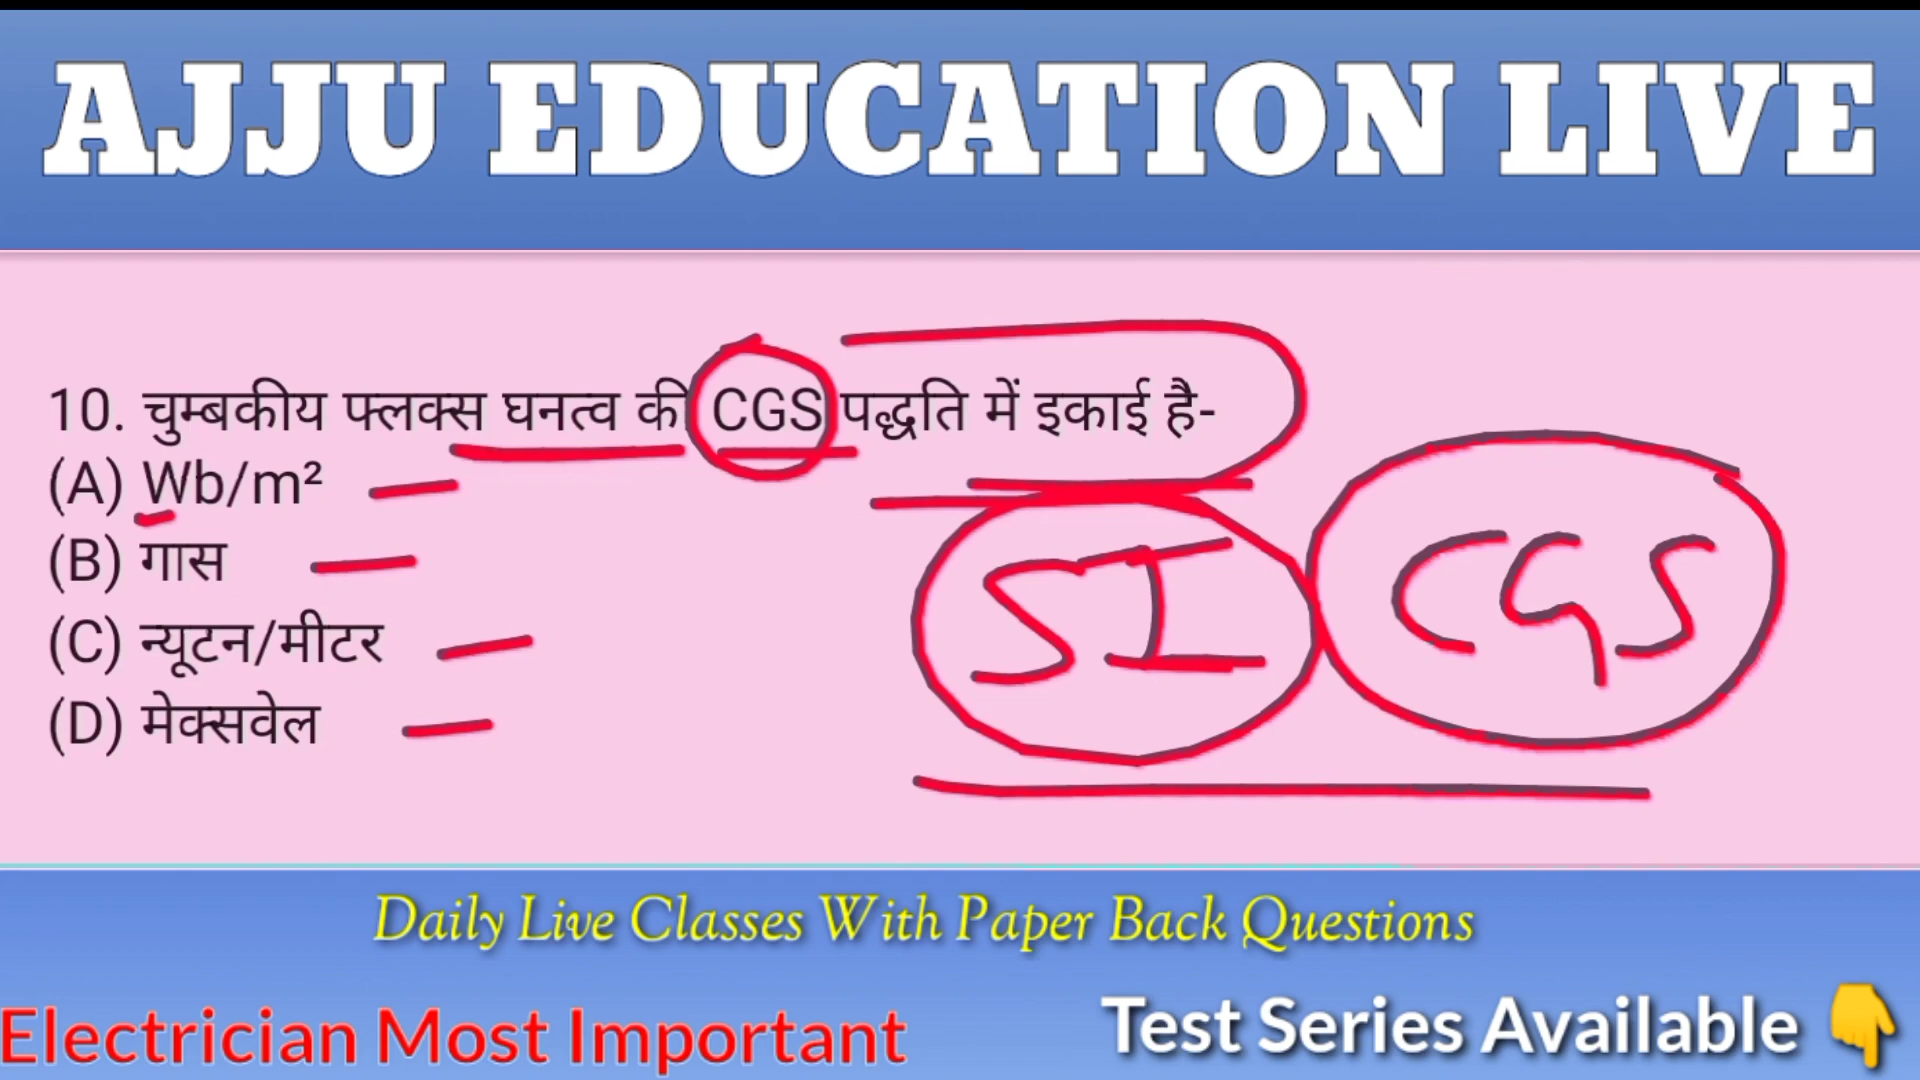 AJJU EDUCATION LIVE
10. चुम्बकीय फ्लक्स घनत्व की CGS पद्धति में इकाई है-
(A) Wb/m²
(B) गास
(C) न्यूटन/मीटर
(D) मेक्सवेल
SI CGS
Daily Live Classes With Paper Back Questions
Electrician Most Important
Test Series Available